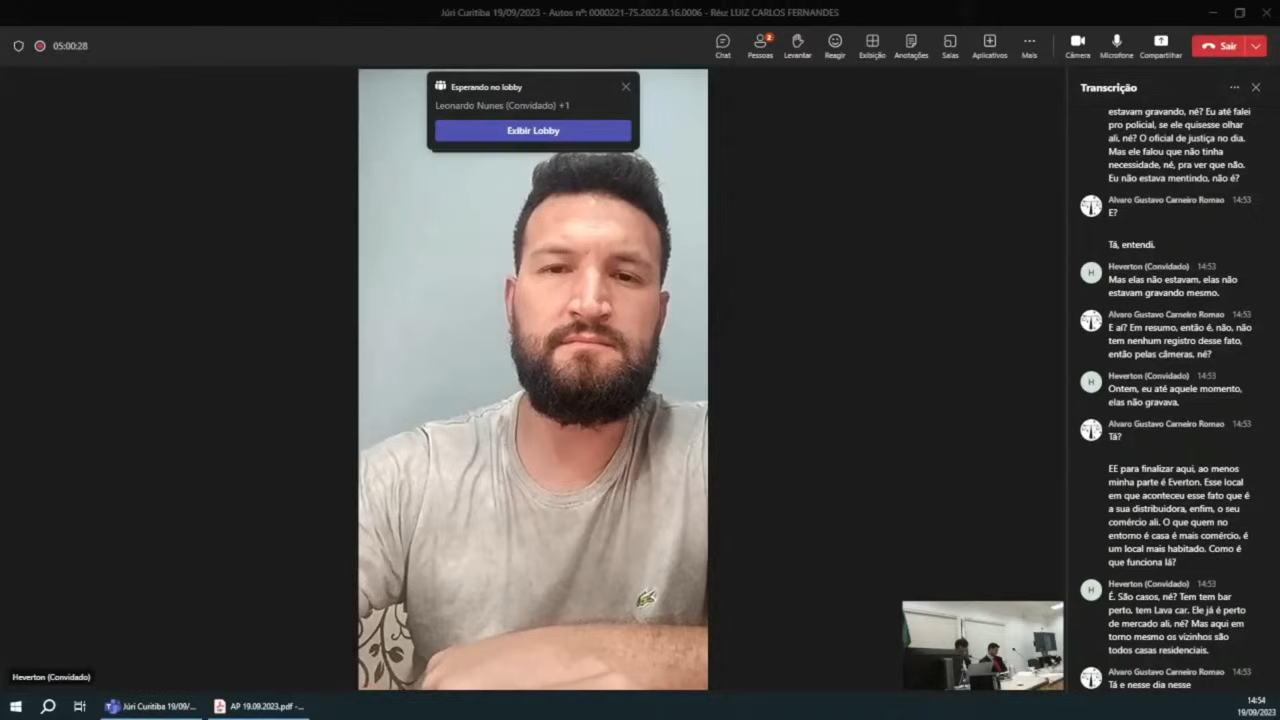 Júri Curitiba 19/09/2023 - Autos nº: 0000221-75.2022.8.16.0006 - Réu: LUIZ CARLOS FERNANDES
05:00:28
Chat
2
Pessoas
Levantar
Reagir
Exibição
Anotações
Salas
Aplicativos
Mais
Câmera
Microfone
Compartilhar
Sair
Esperando no lobby
Leonardo Nunes (Convidado) +1
Exibir Lobby
Transcrição
estavam gravando, né? Eu até falei
pro policial, se ele quisesse olhar
ali, né? O oficial de justiça no dia.
Mas ele falou que não tinha
necessidade, né, pra ver que não.
Eu não estava mentindo, não é?
Alvaro Gustavo Carneiro Romao 14:53
E?
Tá, entendi.
H
Heverton (Convidado) 14:53
Mas elas não estavam, elas não
estavam gravando mesmo.
Alvaro Gustavo Carneiro Romao 14:53
E aí? Em resumo, então é, não, não
tem nenhum registro desse fato,
então pelas câmeras, né?
H
Heverton (Convidado) 14:53
Ontem, eu até aquele momento,
elas não gravava.
Alvaro Gustavo Carneiro Romao 14:53
Tá?
EE para finalizar aqui, ao menos
minha parte é Everton. Esse local
em que aconteceu esse fato que é
a sua distribuidora, enfim, o seu
comércio ali. O que quem no
entorno é casa é mais comércio, é
um local mais habitado. Como é
que funciona lá?
H
Heverton (Convidado) 14:53
É. São casos, né? Tem tem bar
perto, tem Lava car. Ele já é perto
de mercado ali, né? Mas aqui em
torno mesmo os vizinhos são
todos casas residenciais.
Alvaro Gustavo Carneiro Romao 14:53
Tá e nesse dia nesse
Heverton (Convidado)
Júri Curitiba 19/09/...
AP 19.09.2023.pdf -...
14:54
19/09/2023